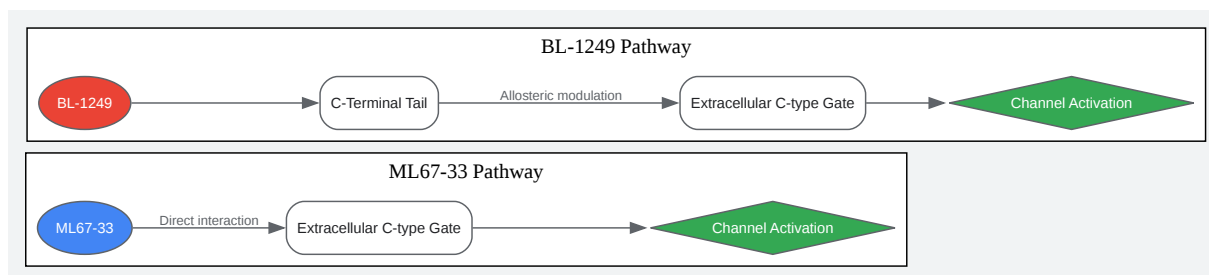 BL-1249 Pathway
BL-1249
C-Terminal Tail
Allosteric modulation
Extracellular C-type Gate
Channel Activation
ML67-33 Pathway
ML67-33
Direct interaction
Extracellular C-type Gate
Channel Activation